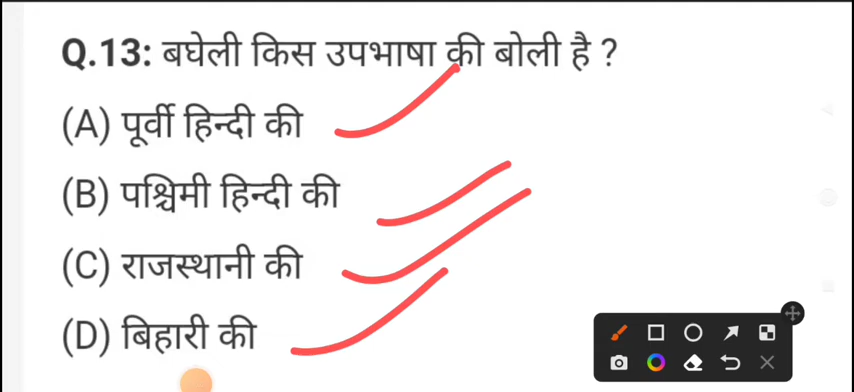 Q.13: बघेली किस उपभाषा की बोली है ?
(A) पूर्वी हिन्दी की
(B) पश्चिमी हिन्दी की
(C) राजस्थानी की
(D) बिहारी की